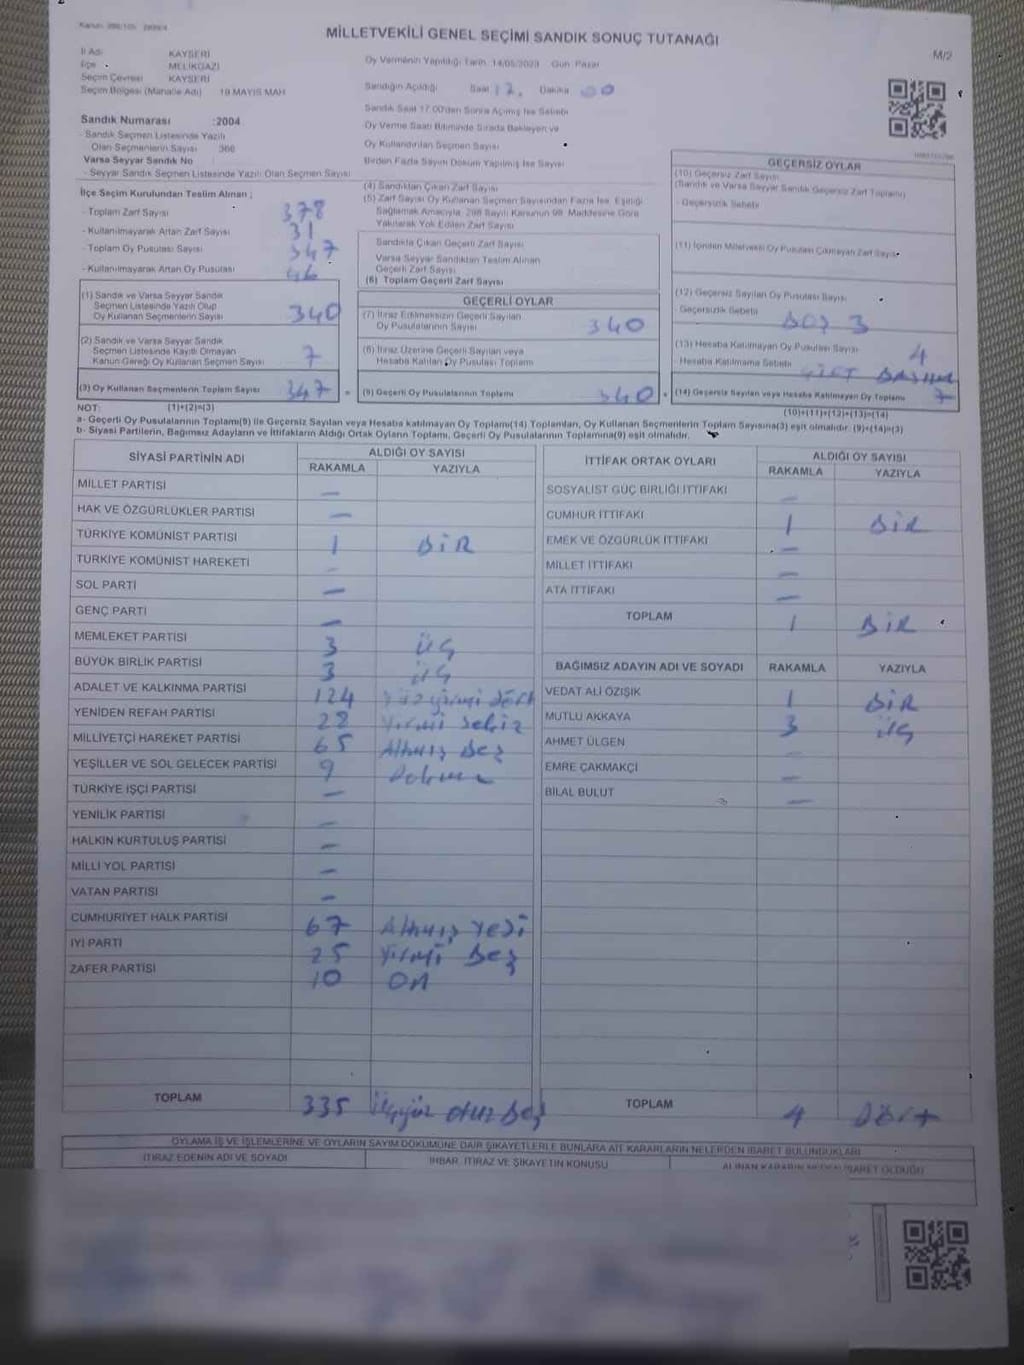 MİLLETVEKİLİ GENEL SEÇİMİ SANDIK SONUÇ TUTANAĞI
M/2
İl Adı KAYSERİ
İlçe MELİKGAZİ
Seçim Çevresi KAYSERİ
Seçim Bölgesi (Mahalle Adı) 19 MAYIS MAH
Oy Vermenin Yapıldığı Tarih: 14/05/2023 Gün: Pazar
Sandığın Açıldığı Saat 17. Dakika 00
Sandık Saat 17.00'den Sonra Açılmış İse Sebebi
Oy Verme Saati Bitiminde Sırada Bekleyen ve
Oy Kullandırılan Seçmen Sayısı
Birden Fazla Sayım Döküm Yapılmış İse Sayısı
Sandık Numarası :2004
- Sandık Seçmen Listesinde Yazılı
Olan Seçmenlerin Sayısı 366
Varsa Seyyar Sandık No
- Seyyar Sandık Seçmen Listesinde Yazılı Olan Seçmen Sayısı
İlçe Seçim Kurulundan Teslim Alınan ;
- Toplam Zarf Sayısı 378
- Kullanılmayarak Artan Zarf Sayısı 31
- Toplam Oy Pusulası Sayısı 347
- Kullanılmayarak Artan Oy Pusulası 46
(1) Sandık ve Varsa Seyyar Sandık
Seçmen Listesinde Yazılı Olup
Oy Kullanan Seçmenlerin Sayısı 340
(2) Sandık ve Varsa Seyyar Sandık
Seçmen Listesinde Kayıtlı Olmayan
Kanun Gereği Oy Kullanan Seçmen Sayısı 7
(3) Oy Kullanan Seçmenlerin Toplam Sayısı 347 =
(4) Sandıktan Çıkan Zarf Sayısı
(5) Zarf Sayısı Oy Kullanan Seçmen Sayısından Fazla İse, Eşitliği
Sağlamak Amacıyla, 298 Sayılı Kanunun 98. Maddesine Göre
Yakılarak Yok Edilen Zarf Sayısı
Sandıkta Çıkan Geçerli Zarf Sayısı
Varsa Seyyar Sandıktan Teslim Alınan
Geçerli Zarf Sayısı
(6) Toplam Geçerli Zarf Sayısı
GEÇERLİ OYLAR
(7) İtiraz Edilmeksizin Geçerli Sayılan
Oy Pusulalarının Sayısı 340
(8) İtiraz Üzerine Geçerli Sayılan veya
Hesaba Katılan Oy Pusulası Toplamı
(9) Geçerli Oy Pusulalarının Toplamı 340 +
GEÇERSİZ OYLAR
(10) Geçersiz Zarf Sayısı
(Sandık ve Varsa Seyyar Sandık Geçersiz Zarf Toplamı)
- Geçersizlik Sebebi
(11) İçinden Milletvekili Oy Pusulası Çıkmayan Zarf Sayısı
(12) Geçersiz Sayılan Oy Pusulası Sayısı
- Geçersizlik Sebebi BOŞ 3
(13) Hesaba Katılmayan Oy Pusulası Sayısı 4
Hesaba Katılmama Sebebi
(14) Geçersiz Sayılan veya Hesaba Katılmayan Oy Toplamı 7
NOT: (1)+(2)=(3) (10)+(11)+(12)+(13)=(14)
a- Geçerli Oy Pusulasının Toplamı(9) ile Geçersiz Sayılan veya Hesaba katılmayan Oy Toplamı(14) Toplamları, Oy Kullanan Seçmenlerin Toplam Sayısına(3) eşit olmalıdır. (9)+(14)=(3)
b- Siyasi Partilerin, Bağımsız Adayların ve İttifakların Aldığı Ortak Oyların Toplamı, Geçerli Oy Pusulalarının Toplamına(9) eşit olmalıdır.
SİYASİ PARTİNİN ADI ALDIĞI OY SAYISI
RAKAMLA YAZIYLA
MİLLET PARTİSİ —
HAK VE ÖZGÜRLÜKLER PARTİSİ —
TÜRKİYE KOMÜNİST PARTİSİ 1 BİR
TÜRKİYE KOMÜNİST HAREKETİ —
SOL PARTİ —
GENÇ PARTİ —
MEMLEKET PARTİSİ 3 ÜÇ
BÜYÜK BİRLİK PARTİSİ 3 ÜÇ
ADALET VE KALKINMA PARTİSİ 124 Yüz yirmi dört
YENİDEN REFAH PARTİSİ 28 Yirmi Sekiz
MİLLİYETÇİ HAREKET PARTİSİ 65 Altmış Beş
YEŞİLLER VE SOL GELECEK PARTİSİ 9 Dokuz
TÜRKİYE İŞÇİ PARTİSİ —
YENİLİK PARTİSİ —
HALKIN KURTULUŞ PARTİSİ —
MİLLİ YOL PARTİSİ —
VATAN PARTİSİ —
CUMHURİYET HALK PARTİSİ 67 Altmış Yedi
İYİ PARTİ 25 Yirmi Beş
ZAFER PARTİSİ 10 ON
TOPLAM 335 Üçyüz otuz beş
İTTİFAK ORTAK OYLARI ALDIĞI OY SAYISI
RAKAMLA YAZIYLA
SOSYALİST GÜÇ BİRLİĞİ İTTİFAKI —
CUMHUR İTTİFAKI 1 BİR
EMEK VE ÖZGÜRLÜK İTTİFAKI —
MİLLET İTTİFAKI —
ATA İTTİFAKI —
TOPLAM 1 BİR
BAĞIMSIZ ADAYIN ADI VE SOYADI RAKAMLA YAZIYLA
VEDAT ALİ ÖZIŞIK 1 BİR
MUTLU AKKAYA 3 ÜÇ
AHMET ÜLGEN —
EMRE ÇAKMAKÇI —
BİLAL BULUT —
TOPLAM 4 Dört
OYLAMA İŞ VE İŞLEMLERİNE VE OYLARIN SAYIM DÖKÜMÜNE DAİR ŞİKAYETLERLE BUNLARA AİT KARARLARIN NELERDEN İBARET BULUNDUKLARI
İTİRAZ EDENİN ADI VE SOYADI İHBAR, İTİRAZ VE ŞİKAYETİN KONUSU ALINAN KARARIN NEDEN İBARET OLDUĞU